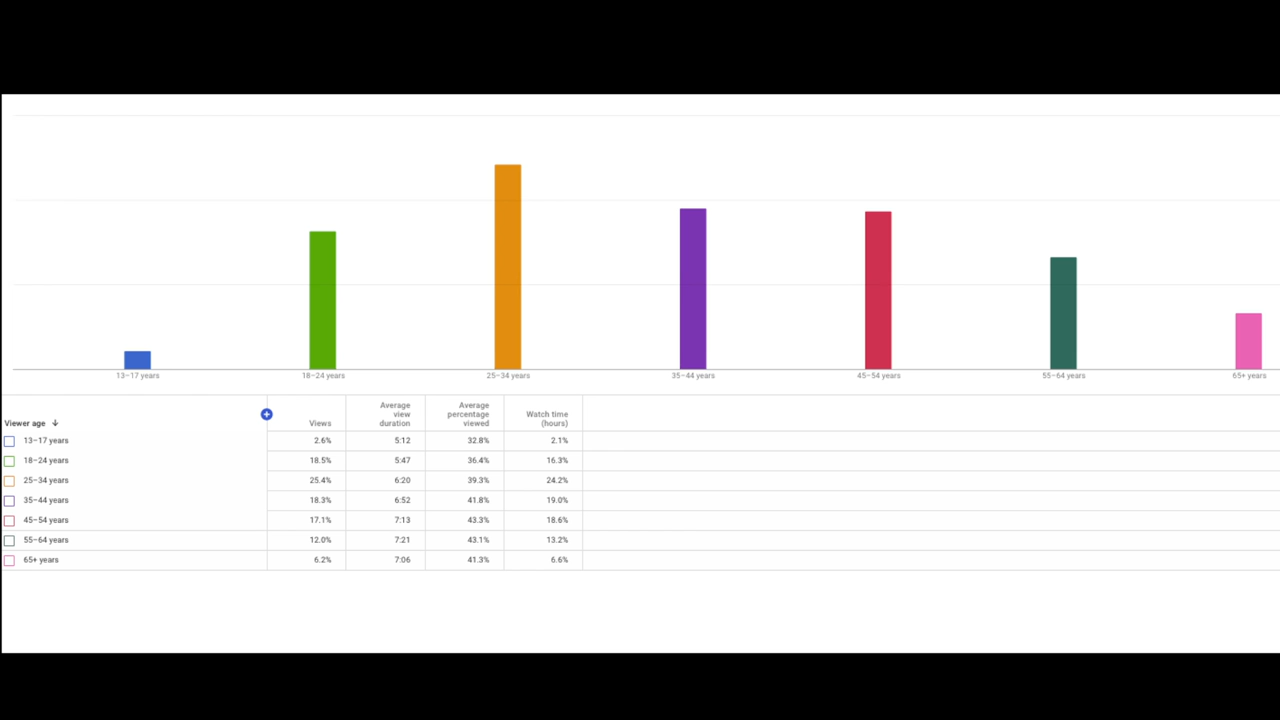 13–17 years 18–24 years 25–34 years 35–44 years 45–54 years 55–64 years 65+ years
Viewer age ↓ Views Average view duration Average percentage viewed Watch time (hours)
13–17 years 2.6% 5:12 32.8% 2.1%
18–24 years 18.5% 5:47 36.4% 16.3%
25–34 years 25.4% 6:20 39.3% 24.2%
35–44 years 18.3% 6:52 41.8% 19.0%
45–54 years 17.1% 7:13 43.3% 18.6%
55–64 years 12.0% 7:21 43.1% 13.2%
65+ years 6.2% 7:06 41.3% 6.6%